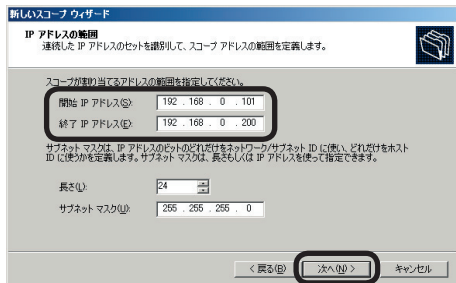 新しいスコープ ウィザード
IP アドレスの範囲
連続した IP アドレスのセットを識別して、スコープ アドレスの範囲を定義します。
スコープが割り当てるアドレスの範囲を指定してください。
開始 IP アドレス(S): 192 . 168 . 0 . 101
終了 IP アドレス(E): 192 . 168 . 0 . 200
サブネット マスクは、IP アドレスのビットのどれだけをネットワーク/サブネット ID に使い、どれだけをホスト
ID に使うかを定義します。サブネット マスクは、長さもしくは IP アドレスを使って指定できます。
長さ(L): 24
サブネット マスク(U): 255 . 255 . 255 . 0
< 戻る(B) 次へ(N) > キャンセル